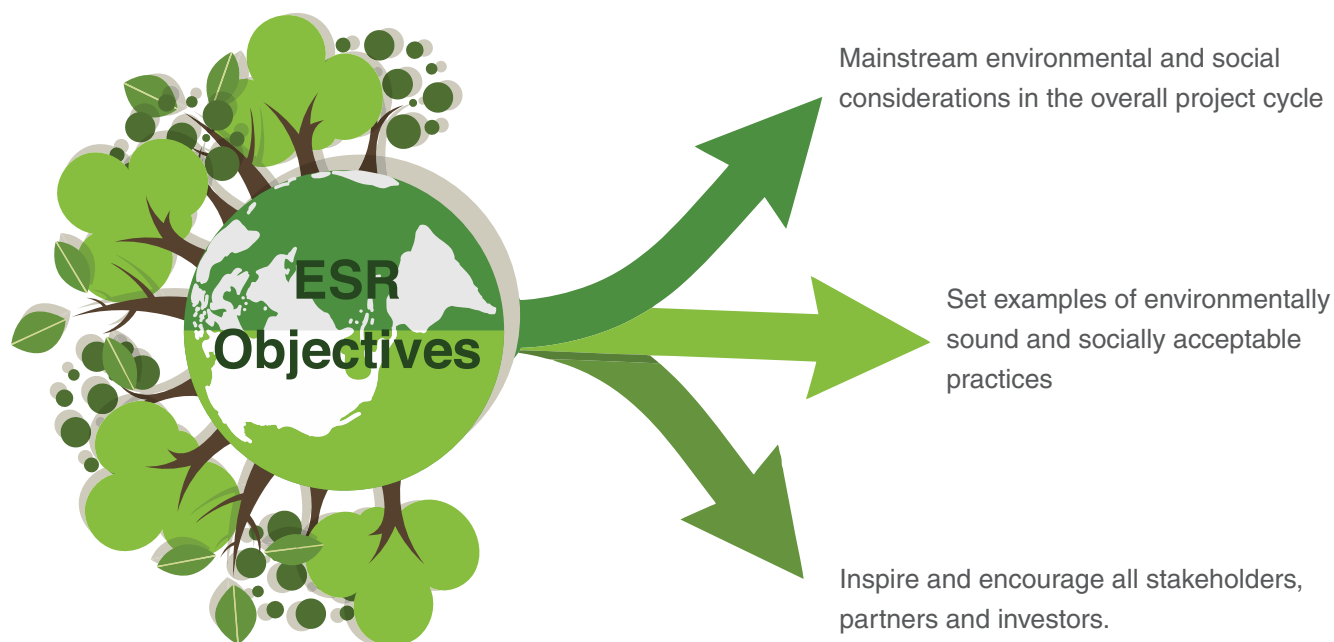 ESR
Objectives
Mainstream environmental and social
considerations in the overall project cycle
Set examples of environmentally
sound and socially acceptable
practices
Inspire and encourage all stakeholders,
partners and investors.